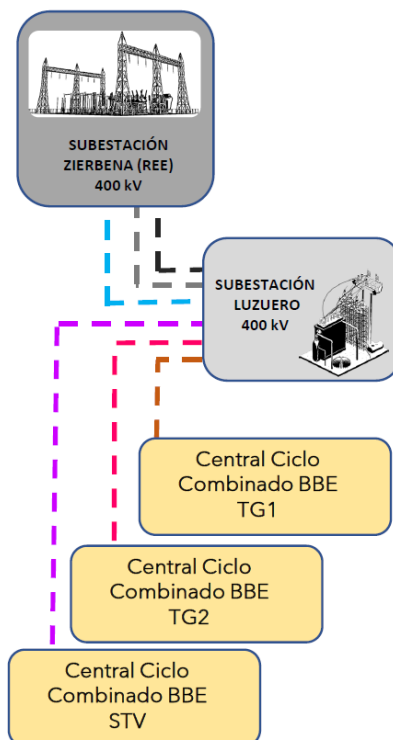 SUBESTACIÓN
ZIERBENA (REE)
400 kV
SUBESTACIÓN
LUZUERO
400 kV
Central Ciclo
Combinado BBE
TG1
Central Ciclo
Combinado BBE
TG2
Central Ciclo
Combinado BBE
STV